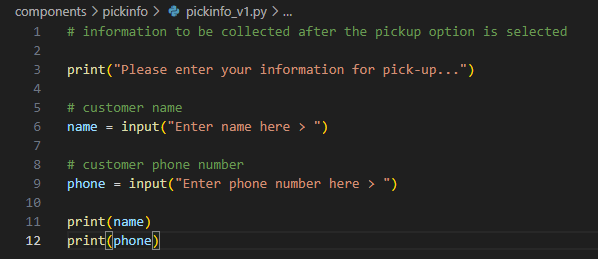 components > pickinfo > pickinfo_v1.py > ...
1 # information to be collected after the pickup option is selected
2
3 print("Please enter your information for pick-up...")
4
5 # customer name
6 name = input("Enter name here > ")
7
8 # customer phone number
9 phone = input("Enter phone number here > ")
10
11 print(name)
12 print(phone)